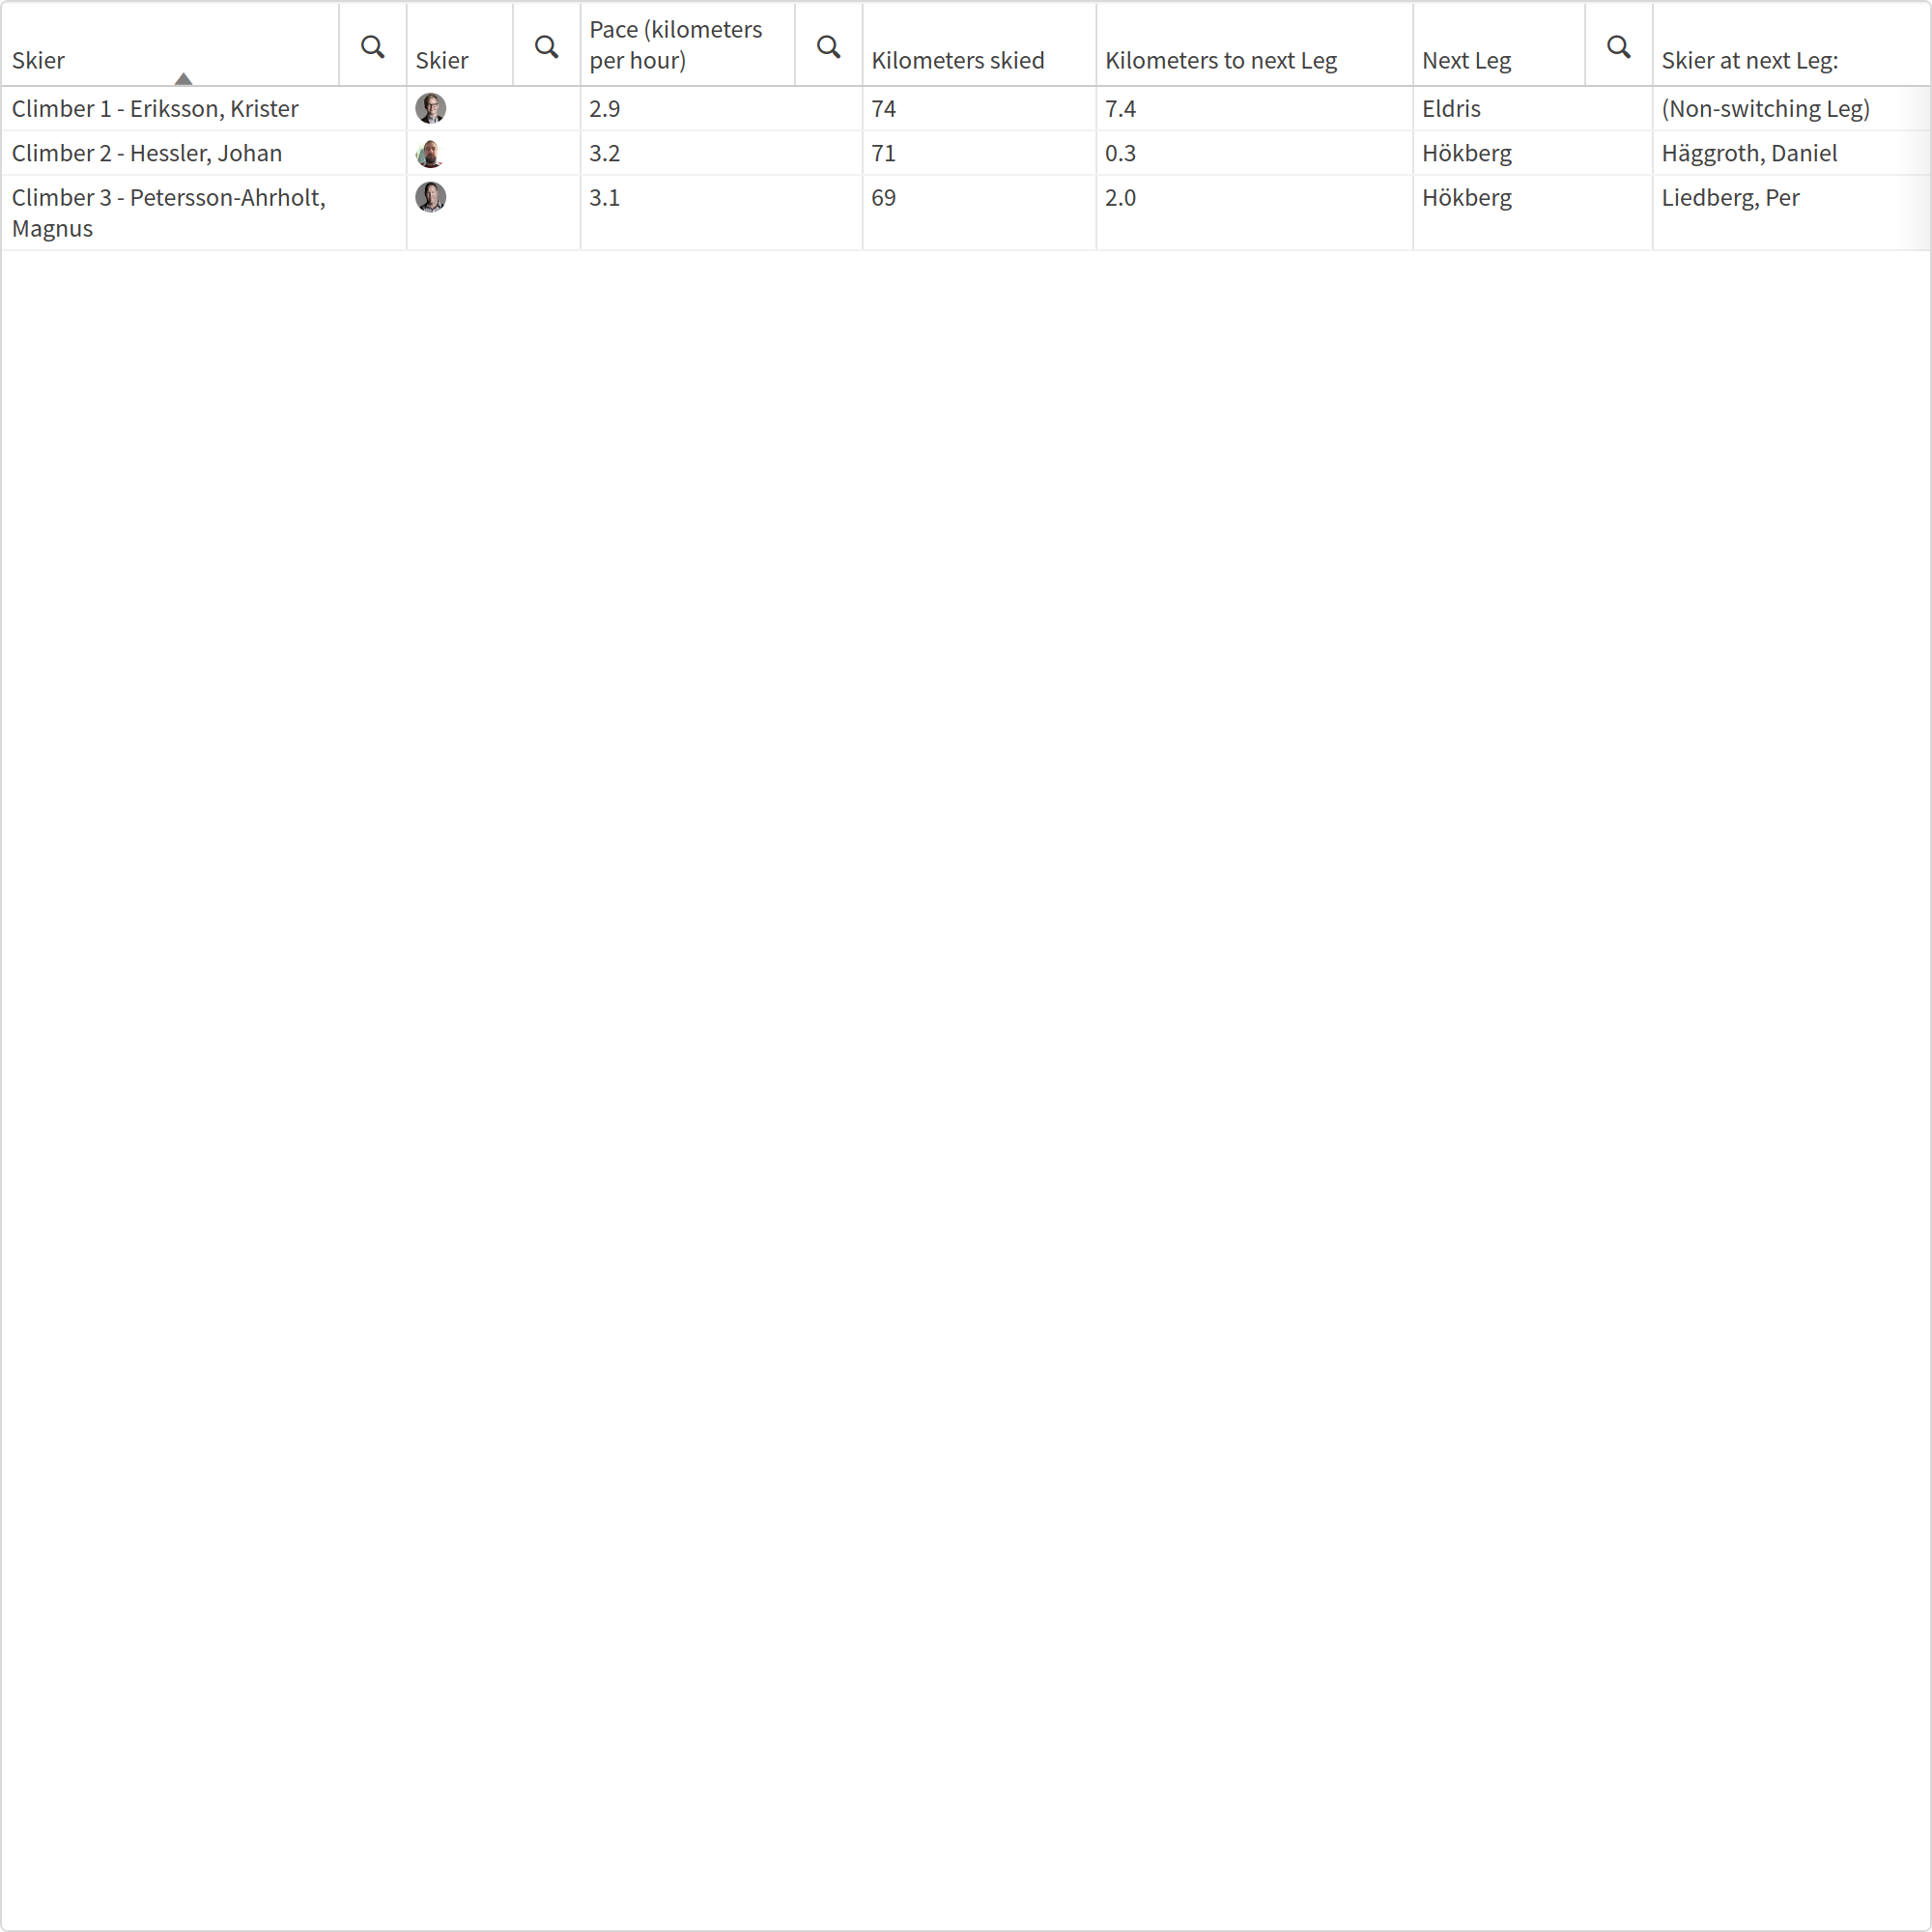 Skier
Skier
Pace (kilometers
per hour)
Kilometers skied
Kilometers to next Leg
Next Leg
Skier at next Leg:
Climber 1 - Eriksson, Krister
2.9
74
7.4
Eldris
(Non-switching Leg)
Climber 2 - Hessler, Johan
3.2
71
0.3
Hökberg
Häggroth, Daniel
Climber 3 - Petersson-Ahrholt,
Magnus
3.1
69
2.0
Hökberg
Liedberg, Per